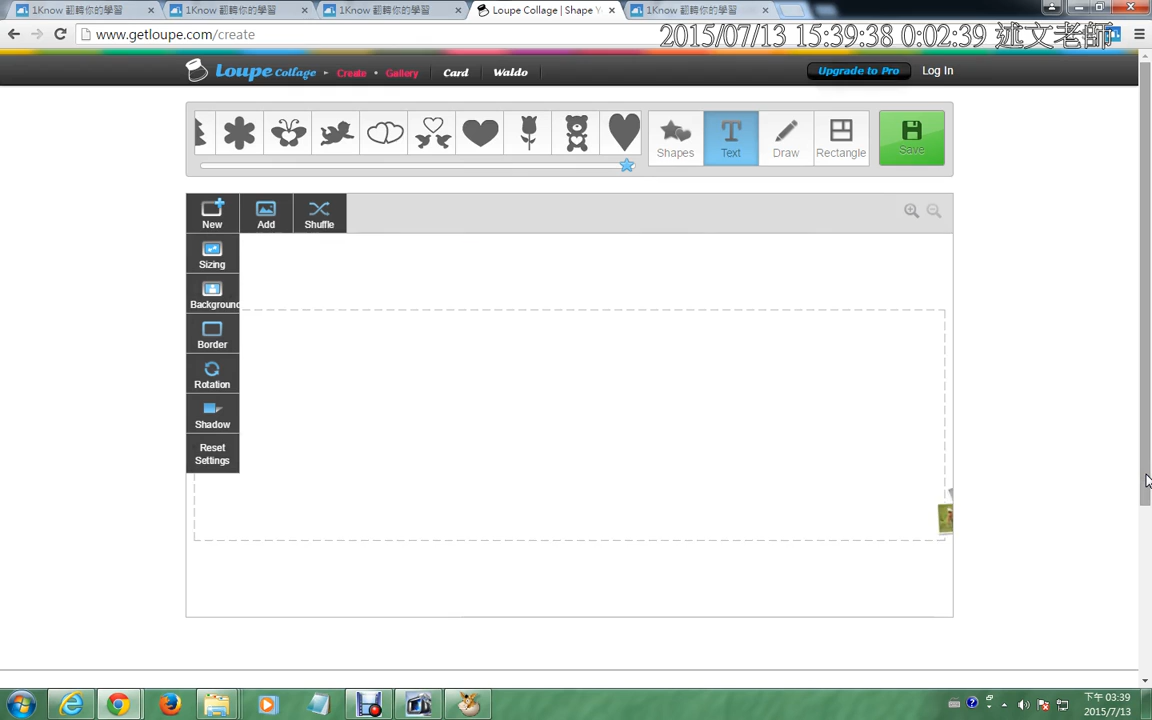 1Know 翻轉你的學習
1Know 翻轉你的學習
1Know 翻轉你的學習
Loupe Collage | Shape Y
1Know 翻轉你的學習
www.getloupe.com/create
2015/07/13 15:39:38 0:02:39 述文老師
Loupe Collage
Create
Gallery
Card
Waldo
Upgrade to Pro
Log In
Shapes
Text
Draw
Rectangle
Save
New
Add
Shuffle
Sizing
Background
Border
Rotation
Shadow
Reset
Settings
下午 03:39
2015/7/13